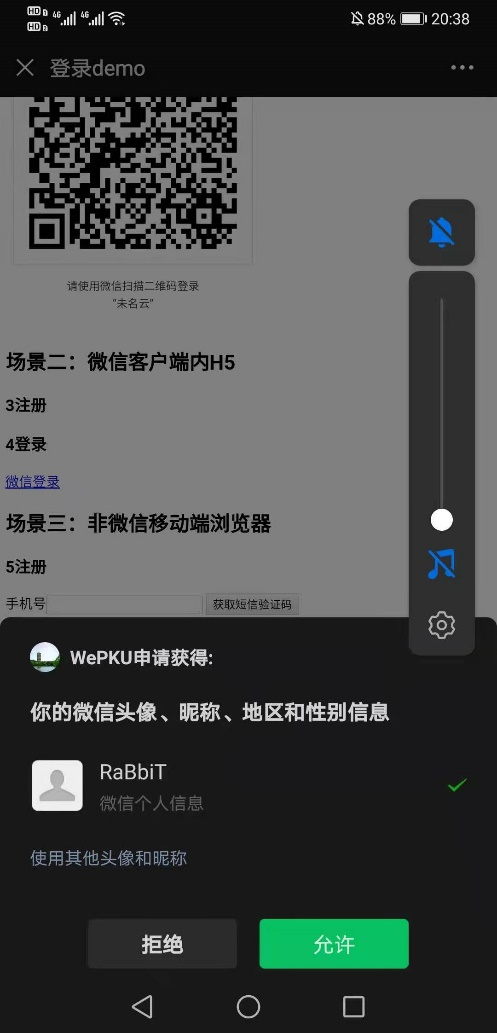 HD 2 4G 4G 88% 20:38
HD 2
登录demo
请使用微信扫描二维码登录
“未名云”
场景二：微信客户端内H5
3注册
4登录
微信登录
场景三：非微信移动端浏览器
5注册
手机号 获取短信验证码
WePKU申请获得:
你的微信头像、昵称、地区和性别信息
RaBbiT
微信个人信息
使用其他头像和昵称
拒绝 允许